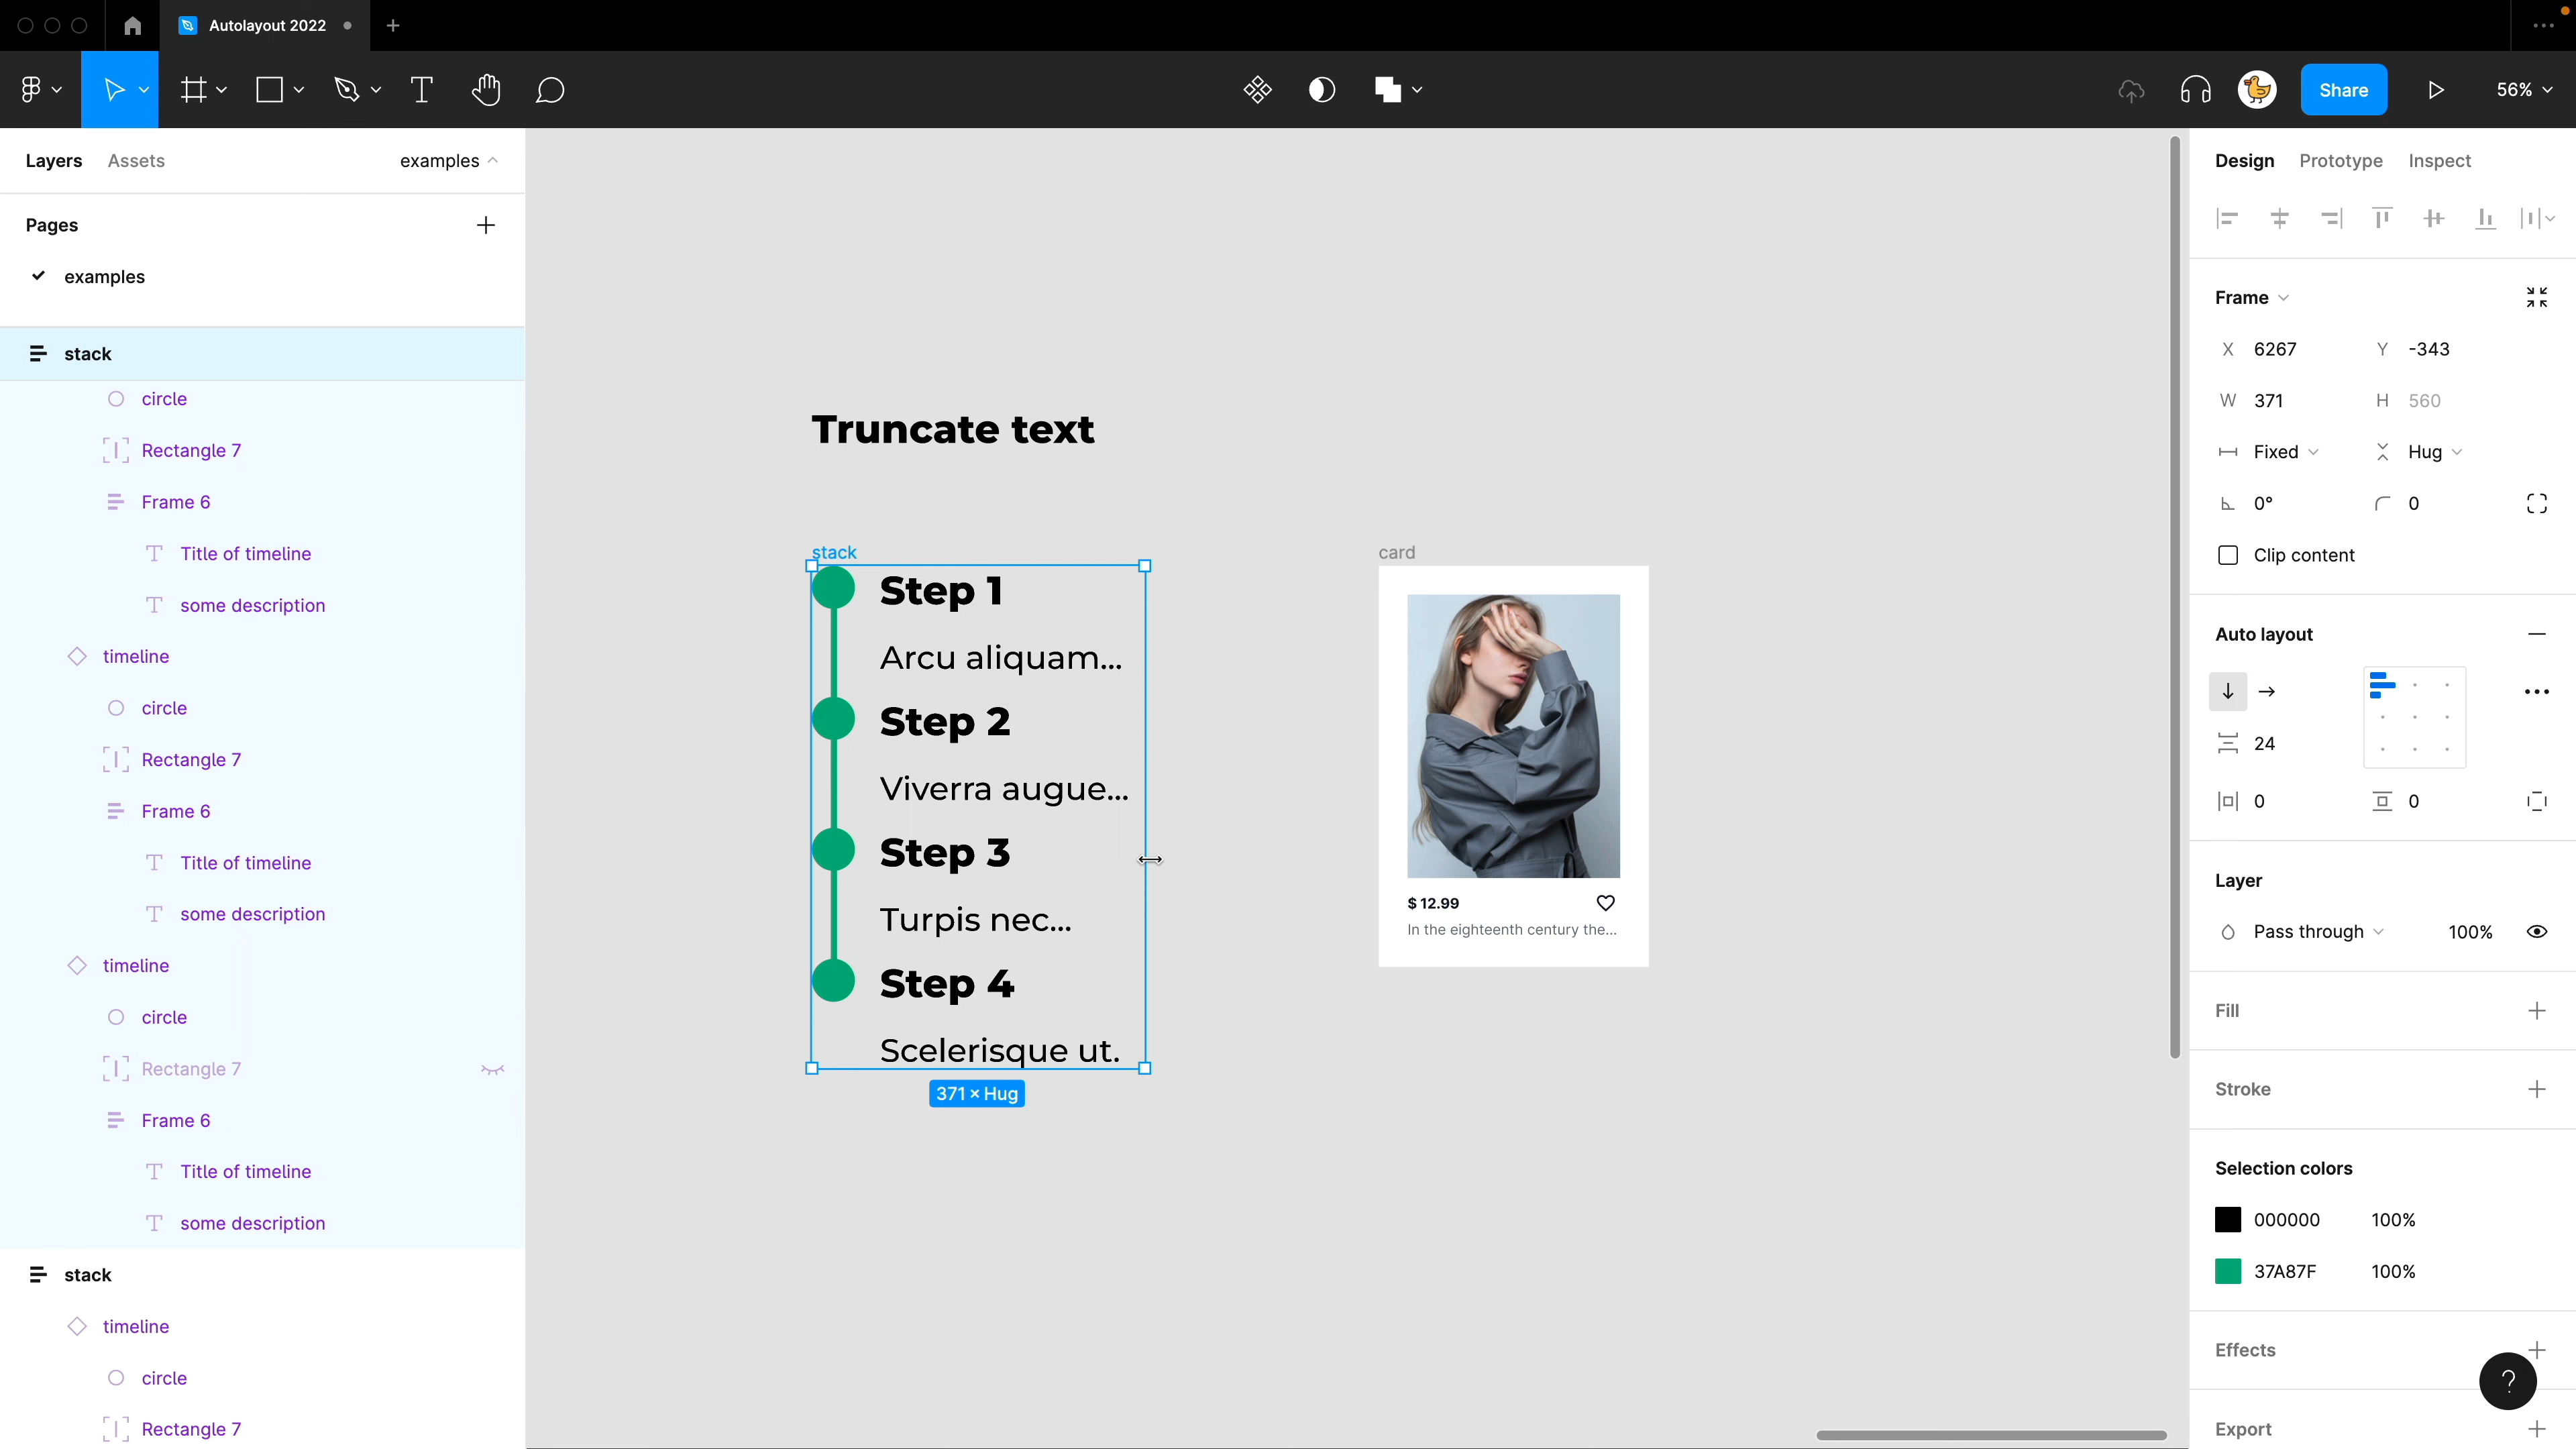 Autolayout 2022
Share
56%
Layers
Assets
examples
Pages
examples
stack
circle
Rectangle 7
Frame 6
Title of timeline
some description
timeline
circle
Rectangle 7
Frame 6
Title of timeline
some description
timeline
circle
Rectangle 7
Frame 6
Title of timeline
some description
stack
timeline
circle
Rectangle 7
Truncate text
stack
Step 1
Arcu aliquam...
Step 2
Viverra augue...
Step 3
Turpis nec...
Step 4
Scelerisque ut.
371 × Hug
card
$ 12.99
In the eighteenth century the...
Design
Prototype
Inspect
Frame
X 6267 Y -343
W 371 H 560
Fixed Hug
0° 0
Clip content
Auto layout
24
0 0
Layer
Pass through 100%
Fill
Stroke
Selection colors
000000 100%
37A87F 100%
Effects
?
Export